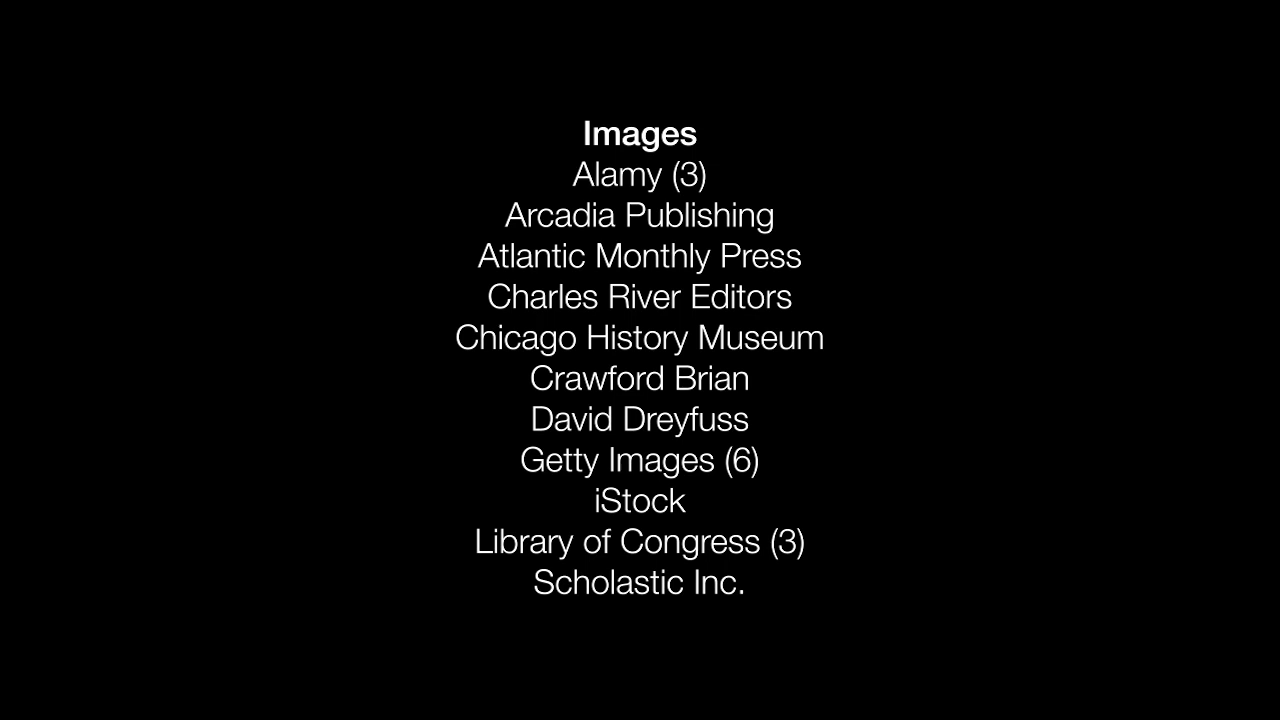 Images
Alamy (3)
Arcadia Publishing
Atlantic Monthly Press
Charles River Editors
Chicago History Museum
Crawford Brian
David Dreyfuss
Getty Images (6)
iStock
Library of Congress (3)
Scholastic Inc.